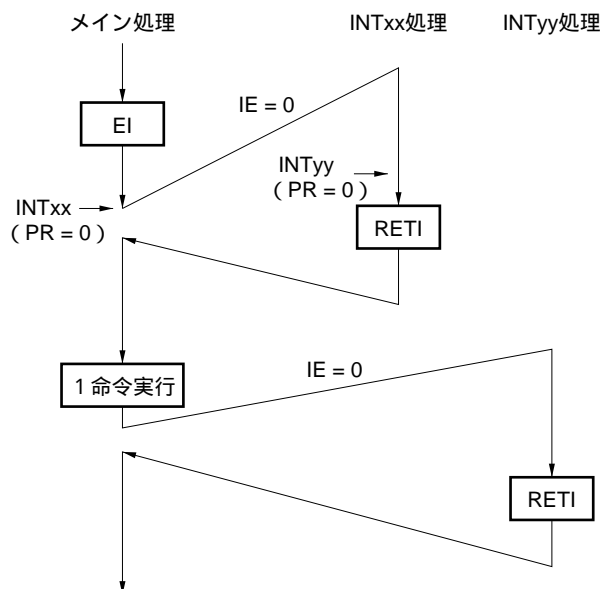 メイン処理
INTxx処理
INTyy処理
EI
IE = 0
INTyy
（PR = 0）
INTxx
（PR = 0）
RETI
1 命令実行
IE = 0
RETI